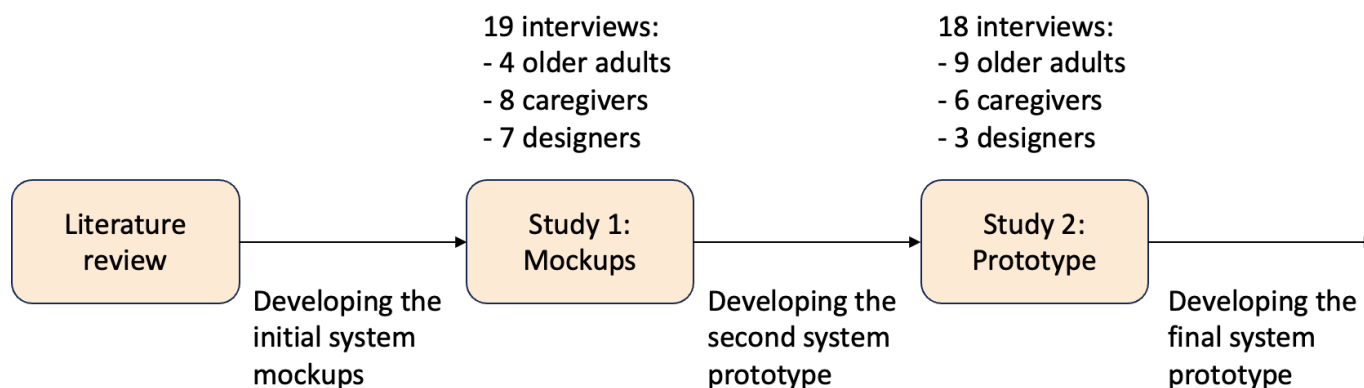 19 interviews:
- 4 older adults
- 8 caregivers
- 7 designers
18 interviews:
- 9 older adults
- 6 caregivers
- 3 designers
Literature
review
Study 1:
Mockups
Study 2:
Prototype
Developing the
initial system
mockups
Developing the
second system
prototype
Developing the
final system
prototype